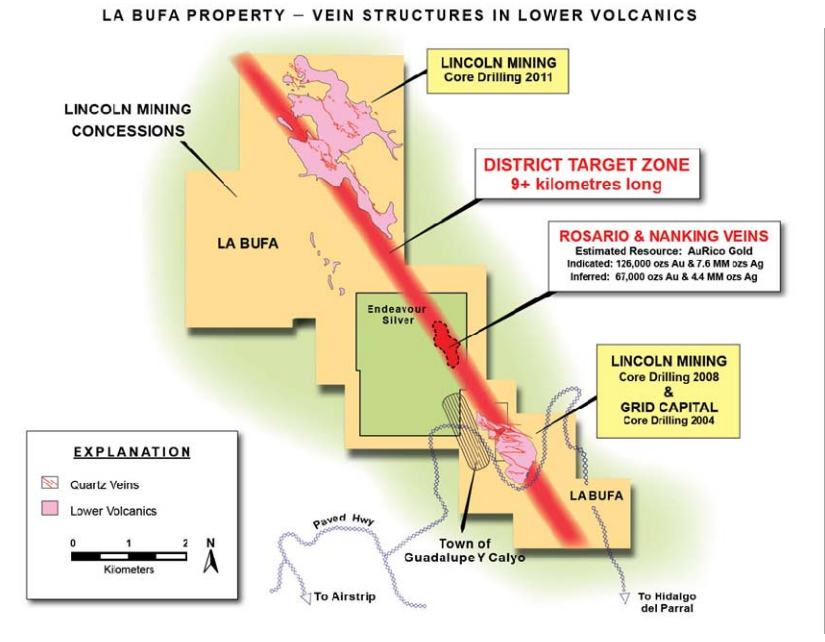 LA BUFA PROPERTY – VEIN STRUCTURES IN LOWER VOLCANICS
LINCOLN MINING
Core Drilling 2011
LINCOLN MINING
CONCESSIONS
DISTRICT TARGET ZONE
9+ kilometres long
LA BUFA
ROSARIO & NANKING VEINS
Estimated Resource: AuRico Gold
Indicated: 126,000 ozs Au & 7.6 MM ozs Ag
Inferred: 67,000 ozs Au & 4.4 MM ozs Ag
Endeavour
Silver
LINCOLN MINING
Core Drilling 2008
&
GRID CAPITAL
Core Drilling 2004
EXPLANATION
Quartz Veins
Lower Volcanics
0 1 2
Kilometers
N
LA BUFA
Paved Hwy
Town of
Guadalupe Y Calyo
To Airstrip
To Hidalgo
del Parral